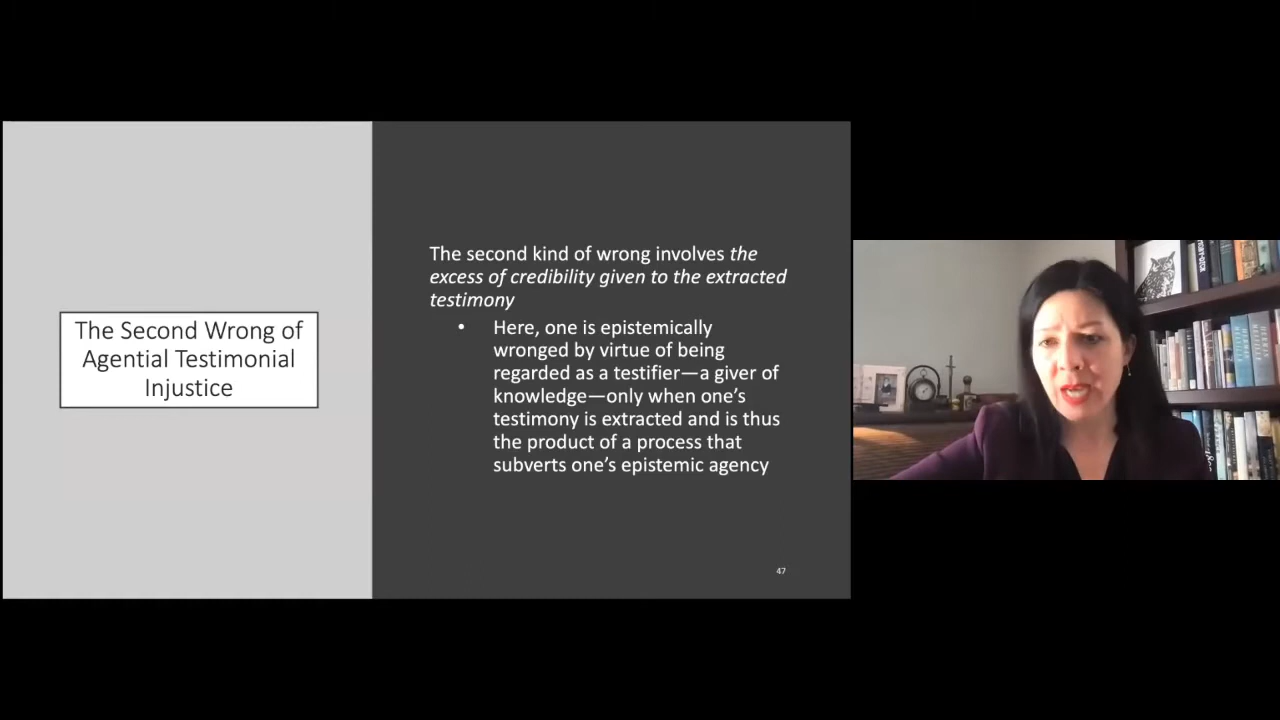 The Second Wrong of
Agential Testimonial
Injustice
The second kind of wrong involves the
excess of credibility given to the extracted
testimony
• Here, one is epistemically
wronged by virtue of being
regarded as a testifier—a giver of
knowledge—only when one's
testimony is extracted and is thus
the product of a process that
subverts one's epistemic agency
47